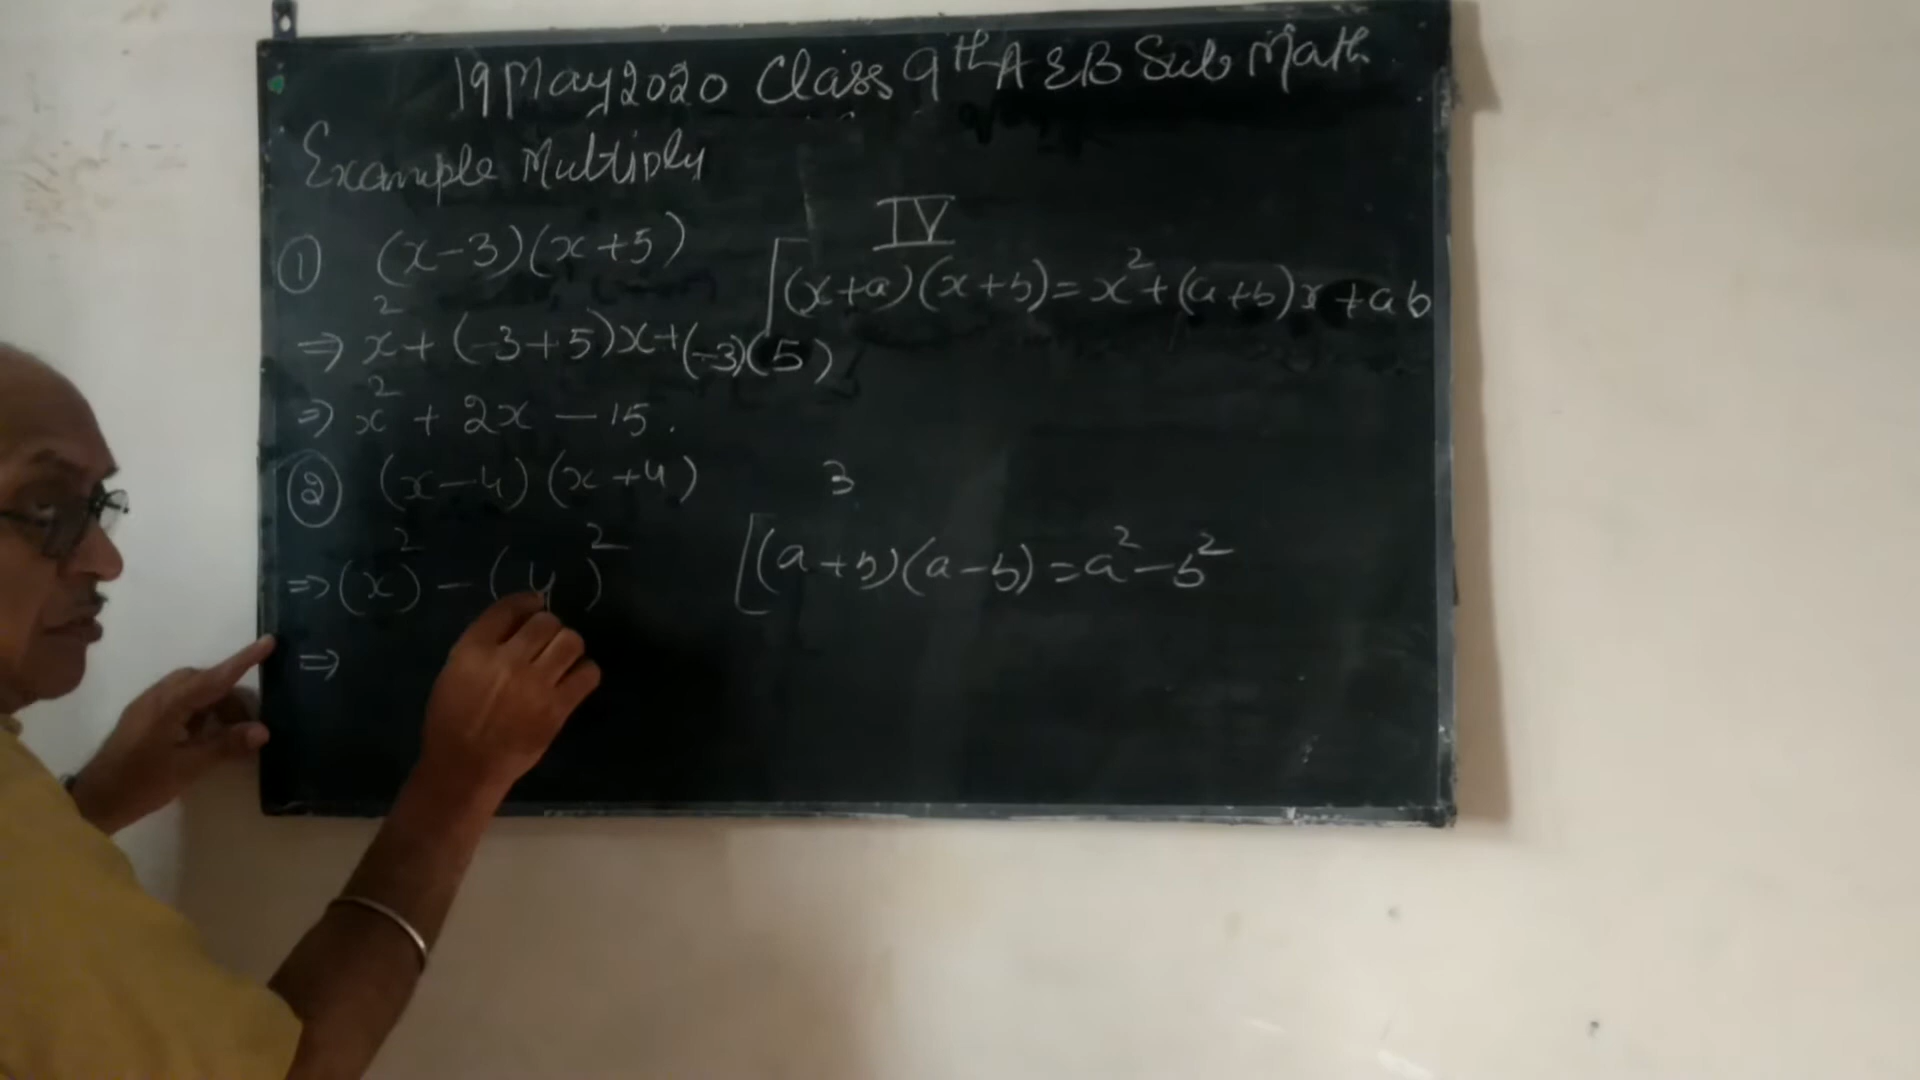 19 May 2020 Class 9th A & B Sub Math
Example Multiply
① (x-3)(x+5)
IV
[(x+a)(x+b)=x²+(a+b)x+ab
⇒ x²+(-3+5)x+(-3)(5)
⇒ x²+2x-15.
② (x-4)(x+4)
3
⇒(x)²-(4)²
[(a+b)(a-b)=a²-b²
⇒